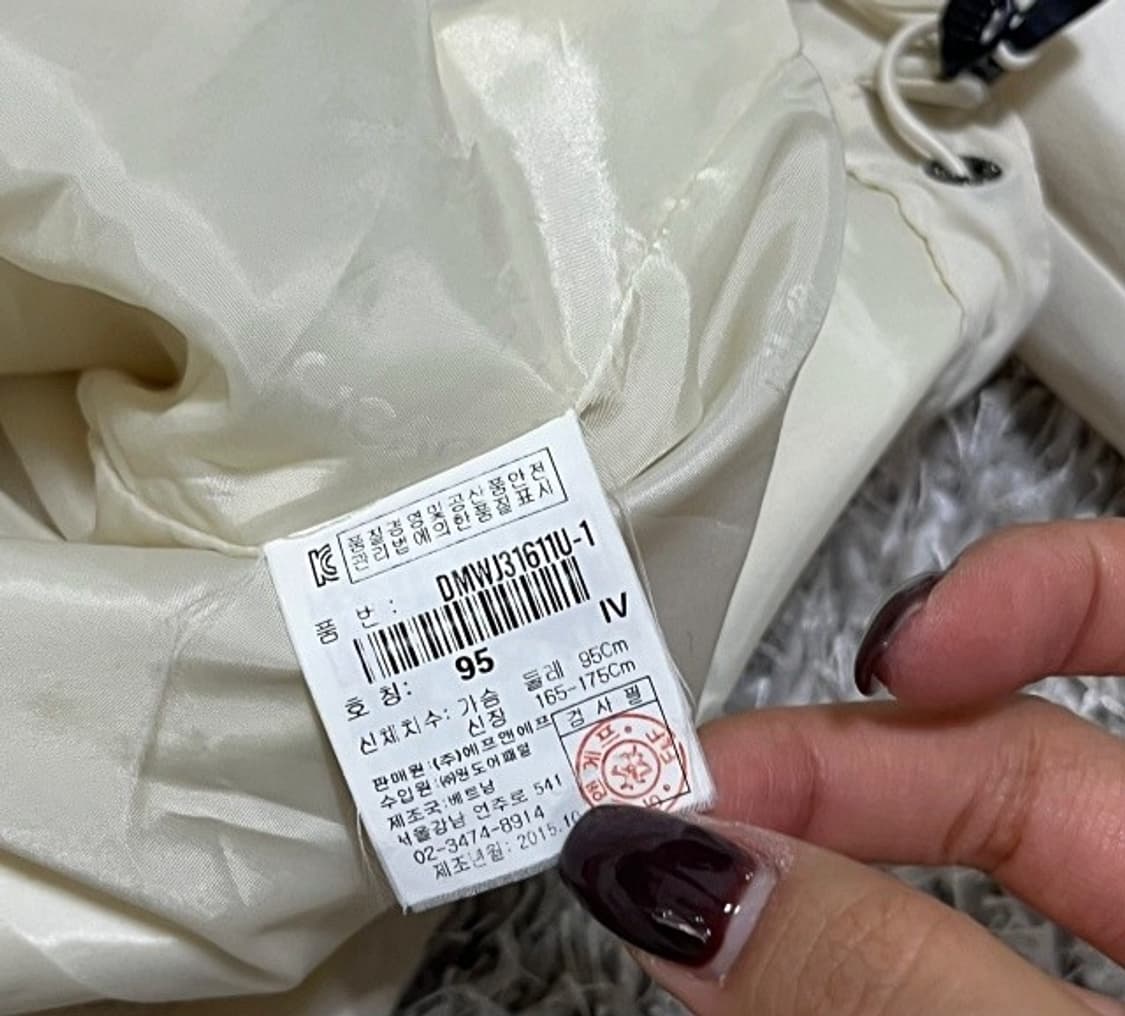 품질경영및공산품안전
관리법에의한품질표시
품 번: DMWJ31611U-1
IV
호 칭: 95
신체치수: 가슴 둘레 95Cm
신장 165-175Cm
검 사 필
판매원:(주)에프앤에프
수입원:㈜원도어패럴
제조국:베트남
서울강남 언주로 541
02-3474-8914
제조년월: 2015.10